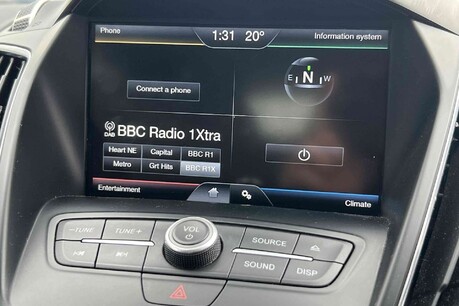 Phone
1:31 20°
Information system
E N W
Connect a phone
DAB BBC Radio 1Xtra
Heart NE Capital BBC R1
Metro Grt Hits BBC R1X
Entertainment
Climate
VOL
−TUNE TUNE+
SOURCE
SOUND DISP